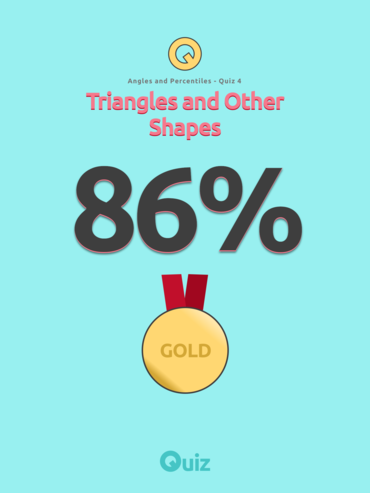 Angles and Percentiles - Quiz 4
Triangles and Other
Shapes
86%
GOLD
Quiz